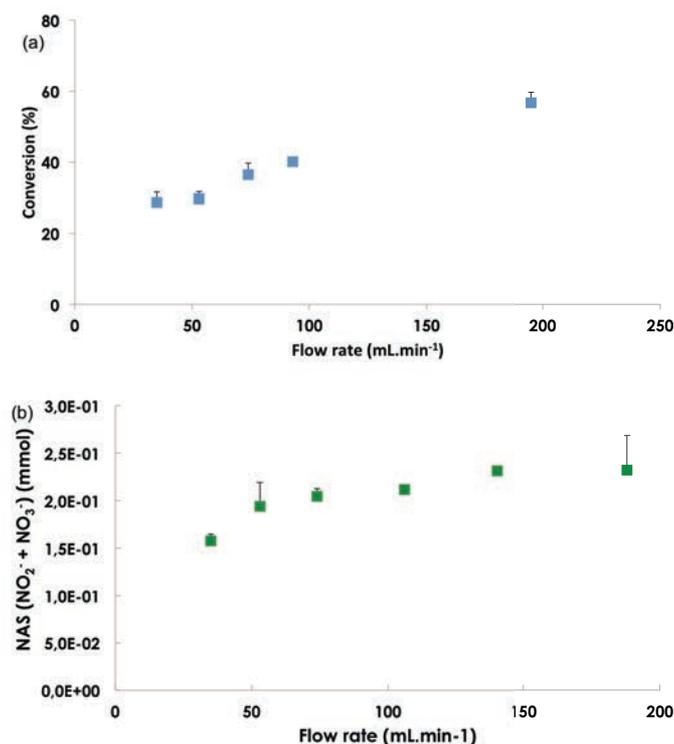 (a)
80
60
40
20
0
Conversion (%)
0 50 100 150 200 250
Flow rate (mL.min⁻¹)
(b)
3,0E-01
2,5E-01
2,0E-01
1,5E-01
1,0E-01
5,0E-02
0,0E+00
NAS (NO₂⁻ + NO₃⁻) (mmol)
0 50 100 150 200
Flow rate (mL.min-1)